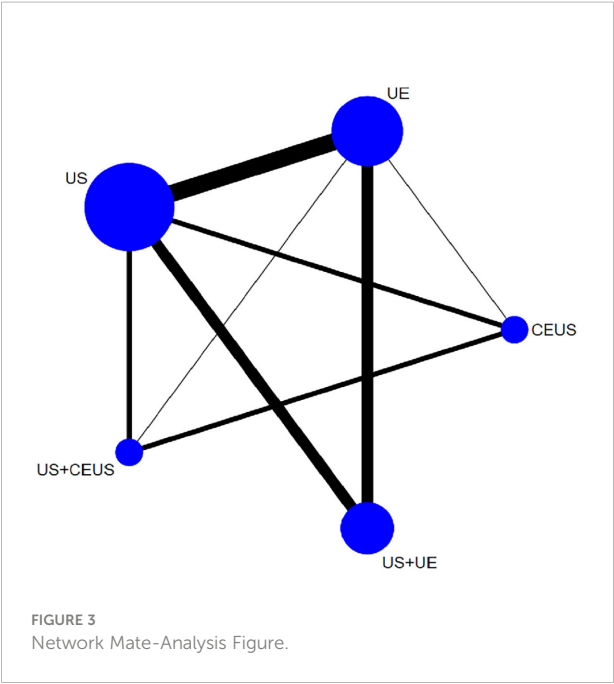 UE
US
CEUS
US+CEUS
US+UE
FIGURE 3
Network Mate-Analysis Figure.